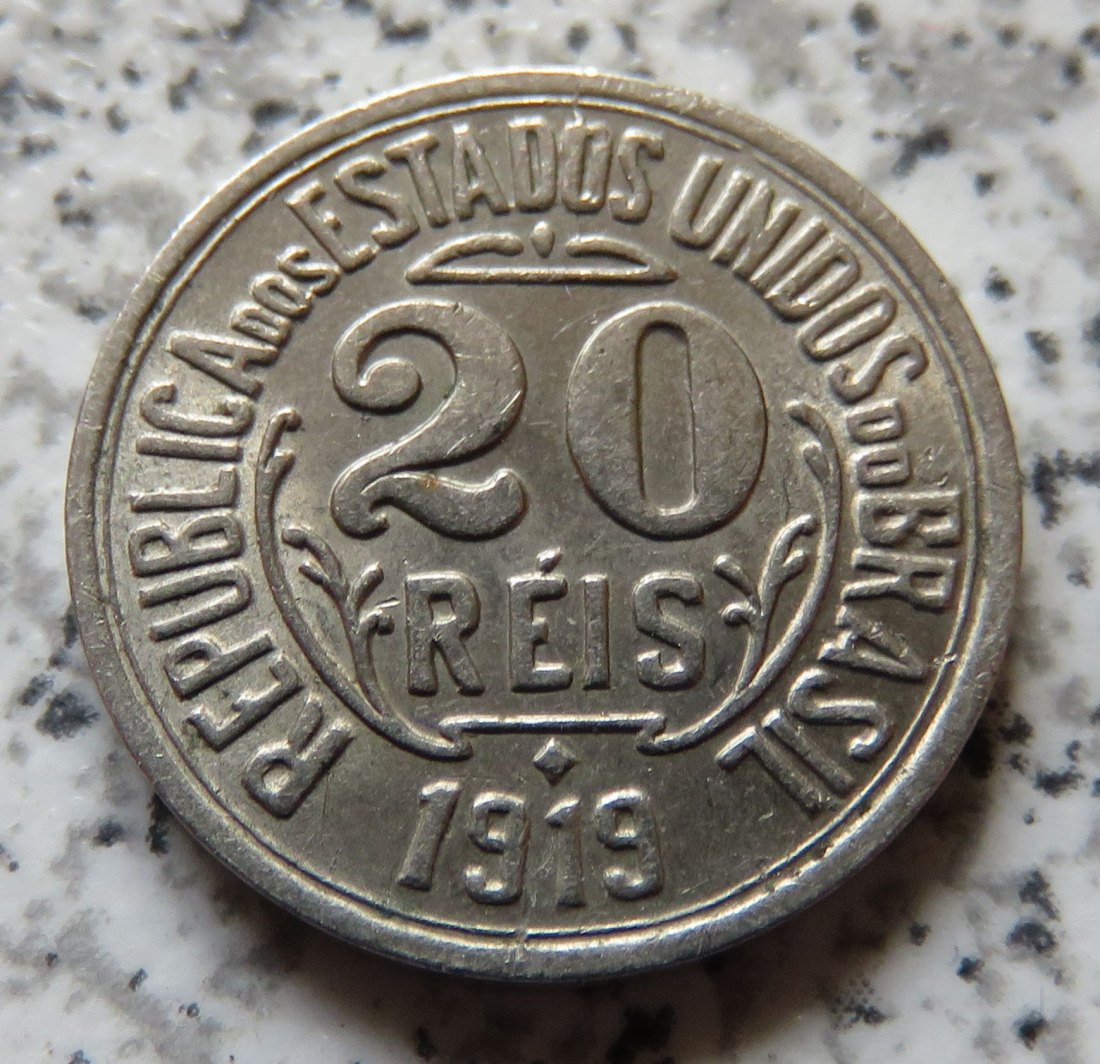 REPUBLICA DOS ESTADOS UNIDOS DO BRASIL
20
RÉIS
1919